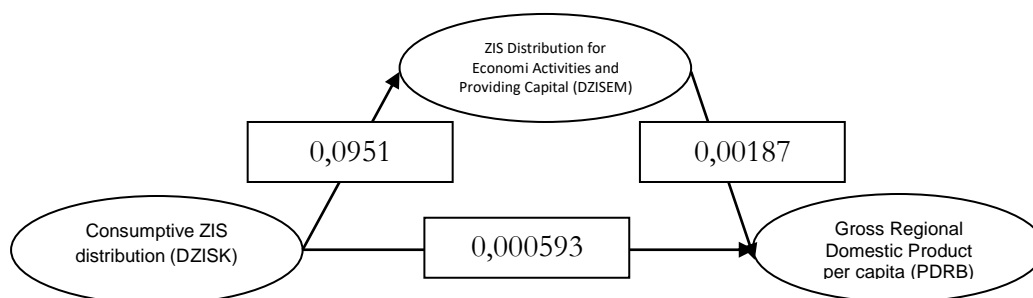 ZIS Distribution for
Economi Activities and
Providing Capital (DZISEM)
0,0951
0,00187
Consumptive ZIS
distribution (DZISK)
0,000593
Gross Regional
Domestic Product
per capita (PDRB)